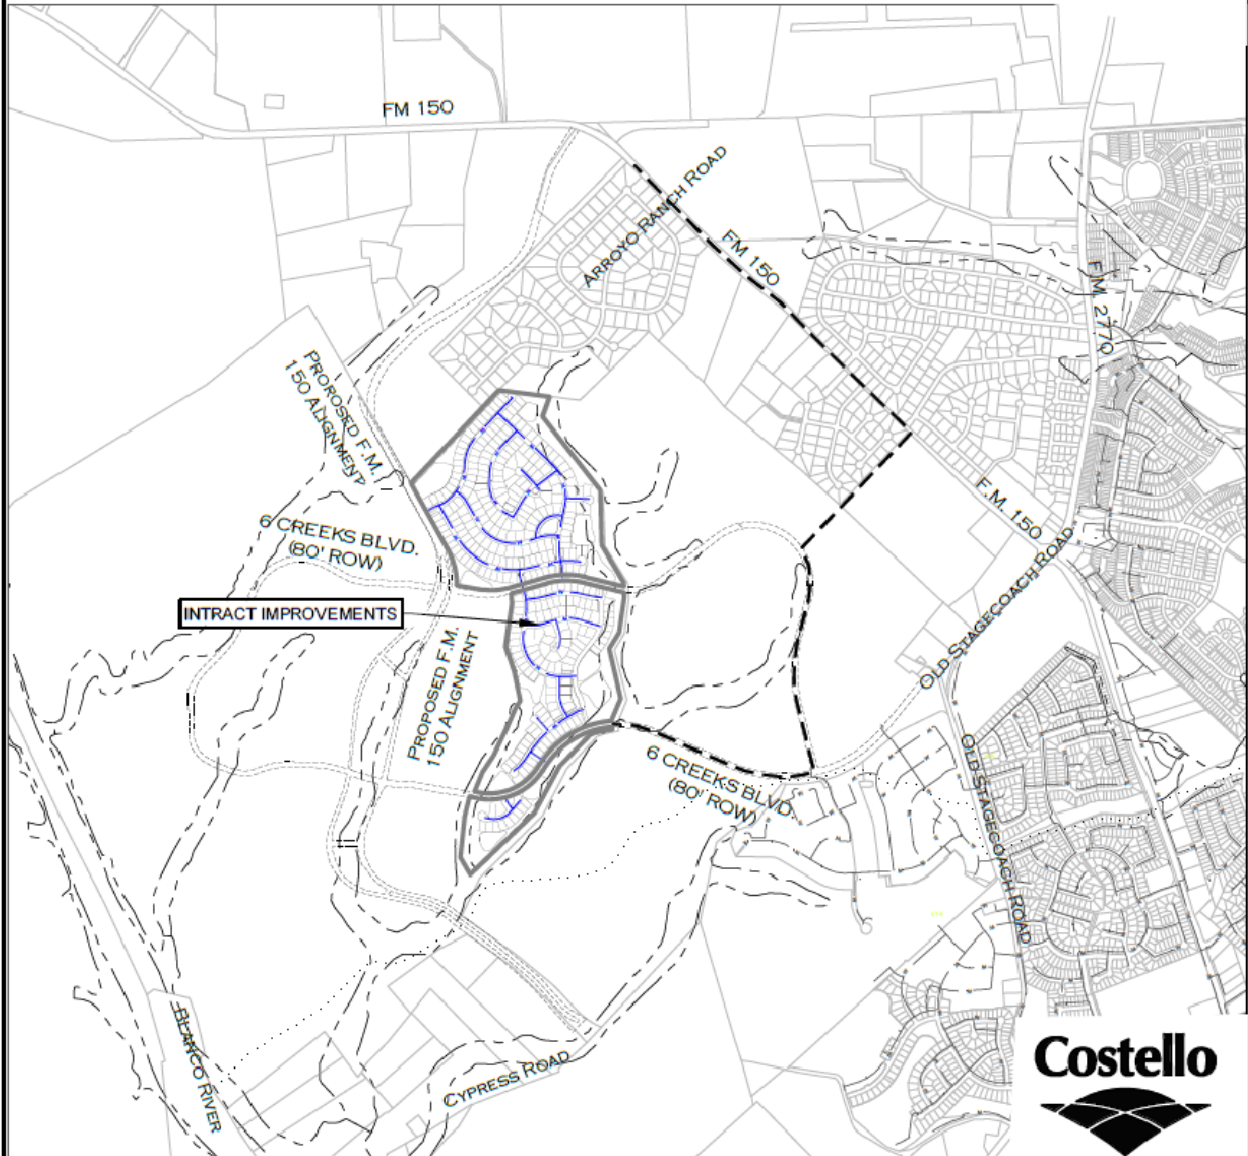 FM 150
ARROYO RANCH ROAD
FM 150
F.M. 2770
PROROSED F.M.
150 ALIGNMENT
6 CREEKS BLVD.
(80' ROW)
F.M. 150
INTRACT IMPROVEMENTS
OLD STAGECOACH ROAD
PROPOSED F.M.
150 ALIGNMENT
6 CREEKS BLVD.
(80' ROW)
OLD STAGECOACH ROAD
BLANCO RIVER
CYPRESS ROAD
Costello